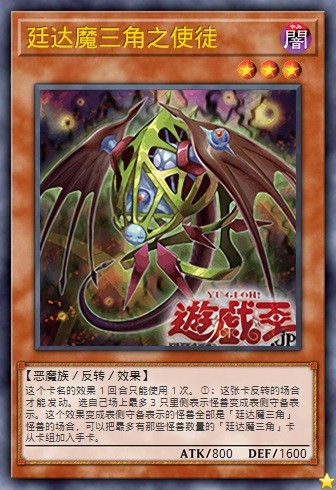 廷达魔三角之使徒
闇
YU-GI-OH!
遊戯王
.JP
【恶魔族／反转／效果】
这个卡名的效果１回合只能使用１次。①：这张卡反转的场合
才能发动。选自己场上最多３只里侧表示怪兽变成表侧守备表
示。这个效果变成表侧守备表示的怪兽全部是「廷达魔三角」
怪兽的场合，可以把最多有那些怪兽数量的「廷达魔三角」卡
从卡组加入手卡。
ATK/800 DEF/1600